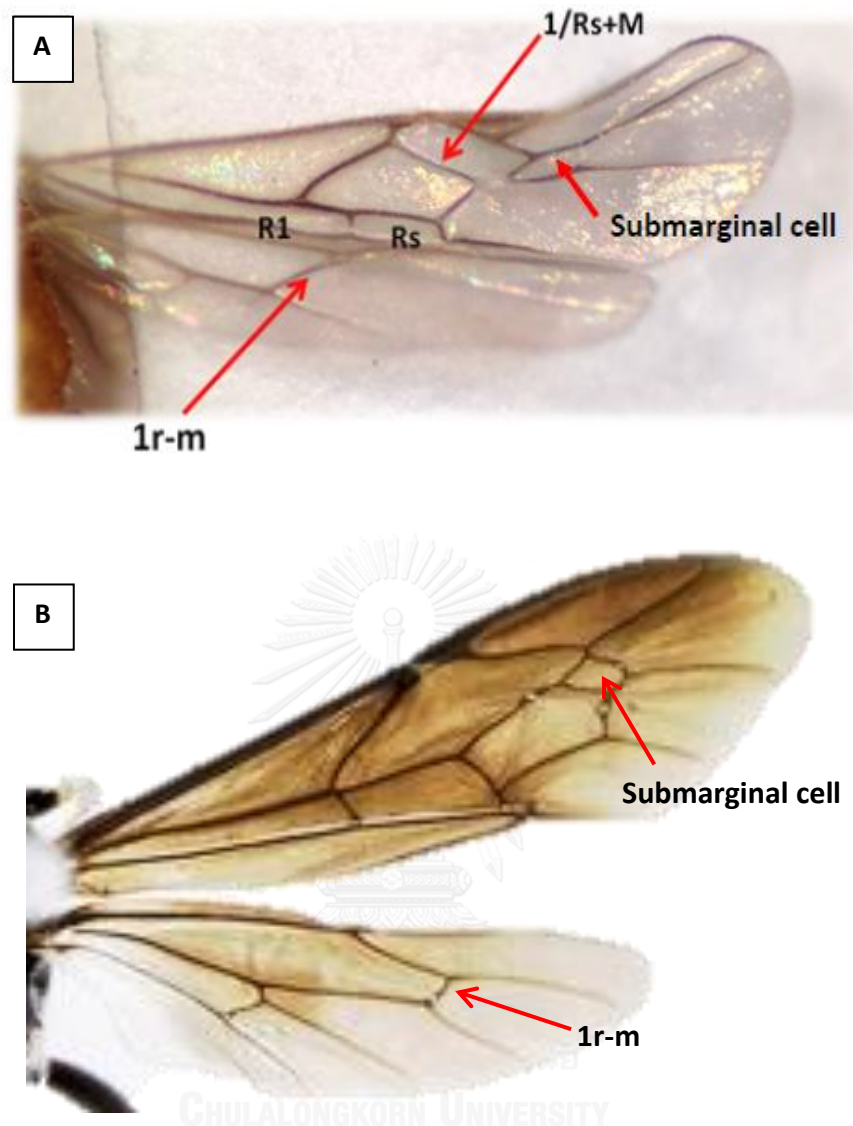 A
1/Rs+M
Submarginal cell
R1
Rs
1r-m
B
Submarginal cell
1r-m
CHULALONGKORN UNIVERSITY